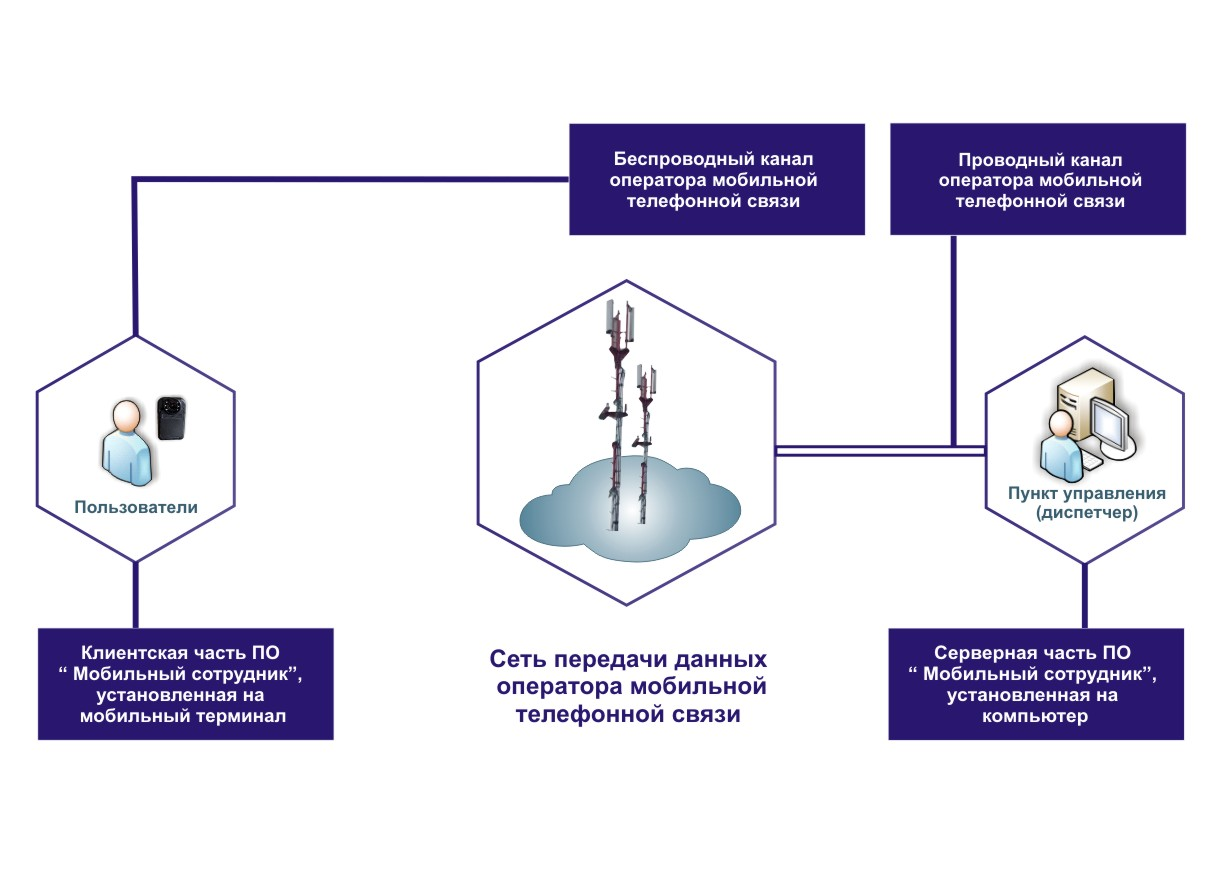 Беспроводный канал
оператора мобильной
телефонной связи
Проводный канал
оператора мобильной
телефонной связи
Пользователи
Пункт управления
(диспетчер)
Клиентская часть ПО
“ Мобильный сотрудник”,
установленная на
мобильный терминал
Сеть передачи данных
оператора мобильной
телефонной связи
Серверная часть ПО
“ Мобильный сотрудник”,
установленная на
компьютер